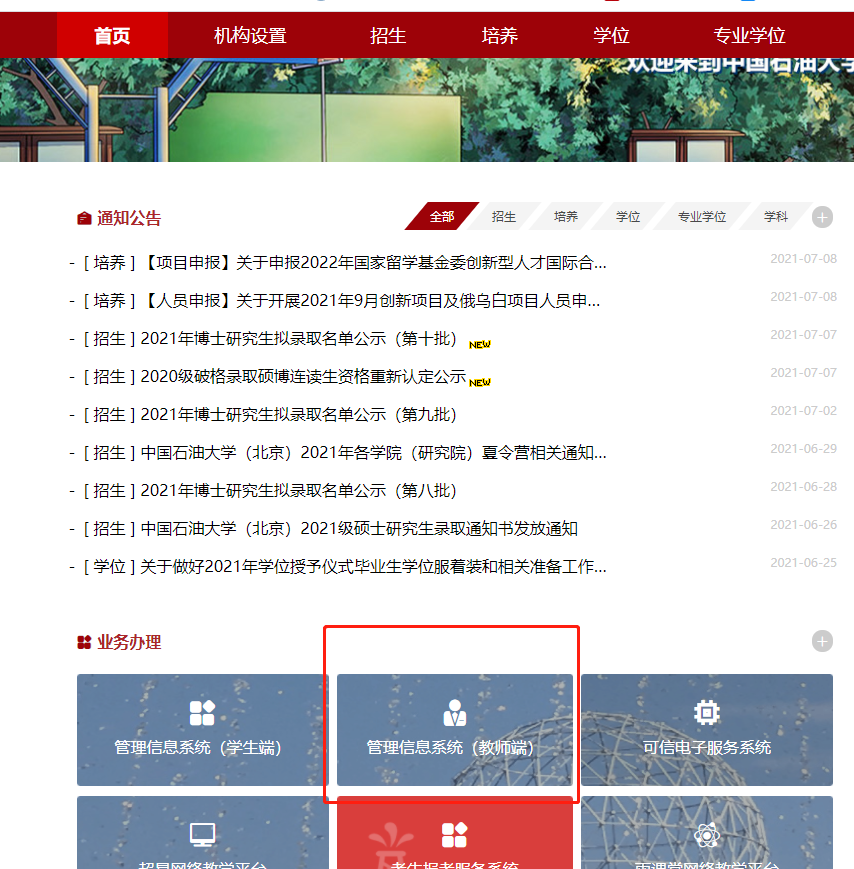 首页 机构设置 招生 培养 学位 专业学位
欢迎来到中国石油大学
通知公告 全部 招生 培养 学位 专业学位 学科
- [ 培养 ] 【项目申报】关于申报2022年国家留学基金委创新型人才国际合... 2021-07-08
- [ 培养 ] 【人员申报】关于开展2021年9月创新项目及俄乌白项目人员申... 2021-07-08
- [ 招生 ] 2021年博士研究生拟录取名单公示（第十批） NEW 2021-07-07
- [ 招生 ] 2020级破格录取硕博连读生资格重新认定公示 NEW 2021-07-07
- [ 招生 ] 2021年博士研究生拟录取名单公示（第九批） 2021-07-02
- [ 招生 ] 中国石油大学（北京）2021年各学院（研究院）夏令营相关通知... 2021-06-29
- [ 招生 ] 2021年博士研究生拟录取名单公示（第八批） 2021-06-28
- [ 招生 ] 中国石油大学（北京）2021级硕士研究生录取通知书发放通知 2021-06-26
- [ 学位 ] 关于做好2021年学位授予仪式毕业生学位服着装和相关准备工作... 2021-06-25
业务办理
管理信息系统（学生端） 管理信息系统（教师端） 可信电子服务系统
超星网络教学平台 考生报考服务系统 雨课堂网络教学平台